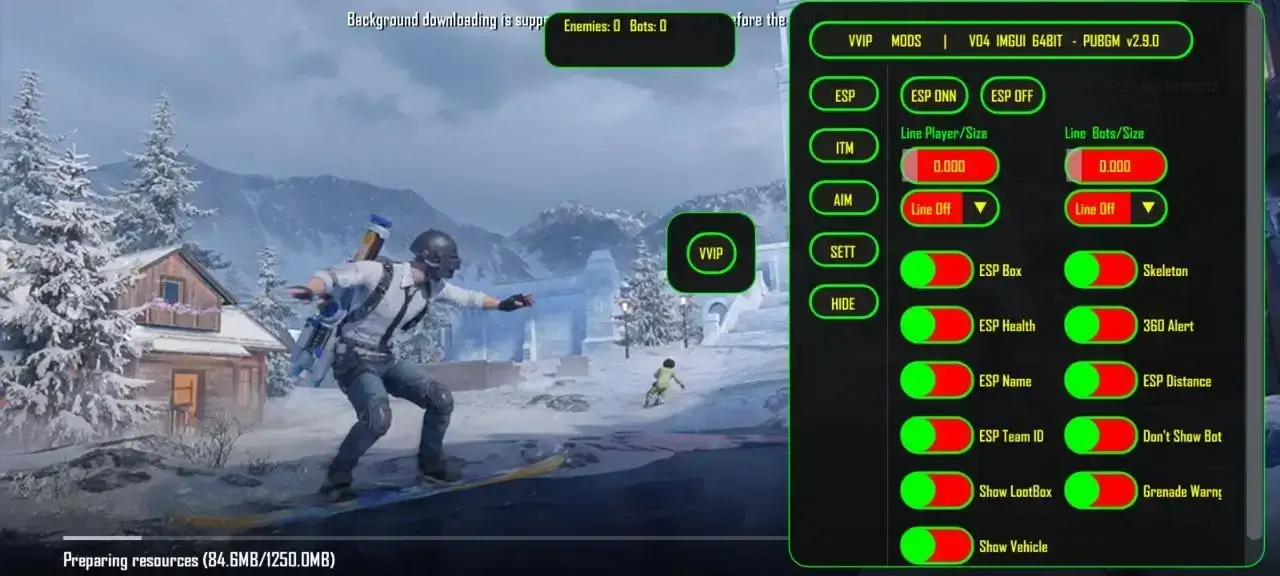 Background downloading is supp
efore the
Enemies: 0 Bots: 0
VVIP MODS | V04 IMGUI 64BIT - PUBGM v2.9.0
ESP
ITM
AIM
SETT
HIDE
VVIP
ESP ONN
ESP OFF
Line Player/Size
Line Bots/Size
0.000
0.000
Line Off
Line Off
ESP Box
Skeleton
ESP Health
360 Alert
ESP Name
ESP Distance
ESP Team ID
Don't Show Bot
Show LootBox
Grenade Warng
Show Vehicle
Preparing resources (84.6MB/1250.0MB)